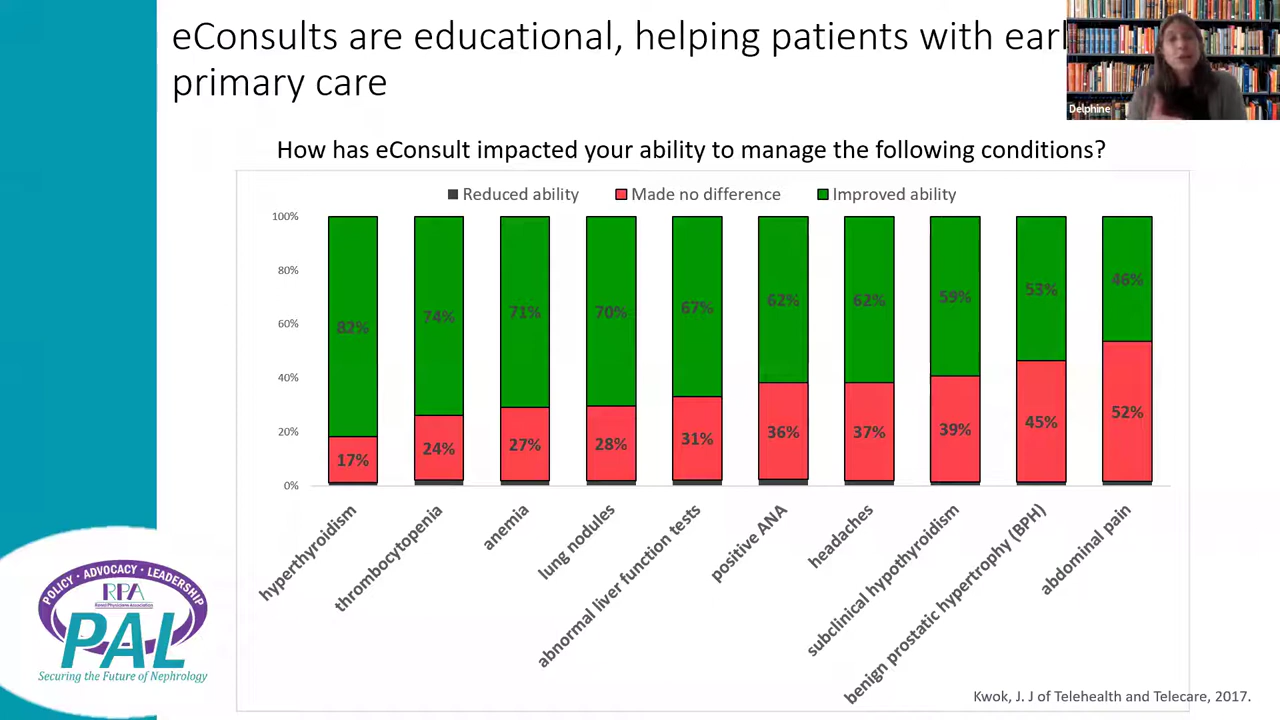 eConsults are educational, helping patients with earl
primary care
Delphine
How has eConsult impacted your ability to manage the following conditions?
Reduced ability Made no difference Improved ability
100%
80%
60%
40%
20%
0%
82% 74% 71% 70% 67% 62% 62% 59% 53% 46%
17% 24% 27% 28% 31% 36% 37% 39% 45% 52%
hyperthyroidism
thrombocytopenia
anemia
lung nodules
abnormal liver function tests
positive ANA
headaches
subclinical hypothyroidism
benign prostatic hypertrophy (BPH)
abdominal pain
POLICY · ADVOCACY · LEADERSHIP
RPA
Renal Physicians Association
PAL
Securing the Future of Nephrology
Kwok, J. J of Telehealth and Telecare, 2017.